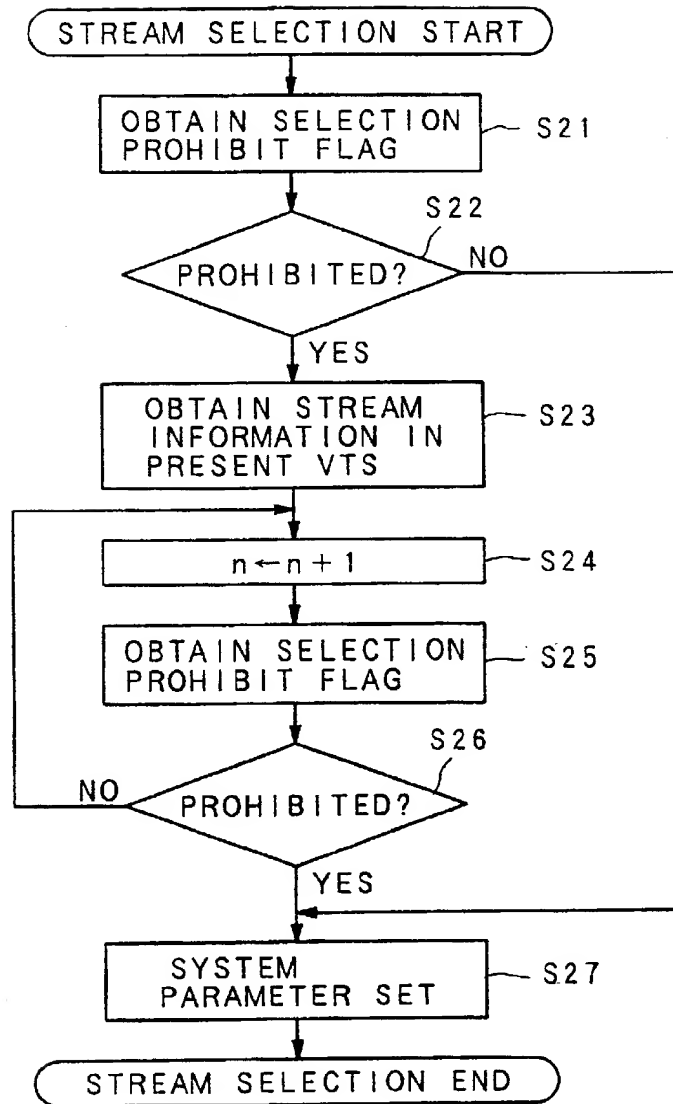 STREAM SELECTION START
OBTAIN SELECTION
PROHIBIT FLAG
S21
S22
PROHIBITED?
NO
YES
OBTAIN STREAM
INFORMATION IN
PRESENT VTS
S23
n←n+1
S24
OBTAIN SELECTION
PROHIBIT FLAG
S25
S26
NO
PROHIBITED?
YES
SYSTEM
PARAMETER SET
S27
STREAM SELECTION END